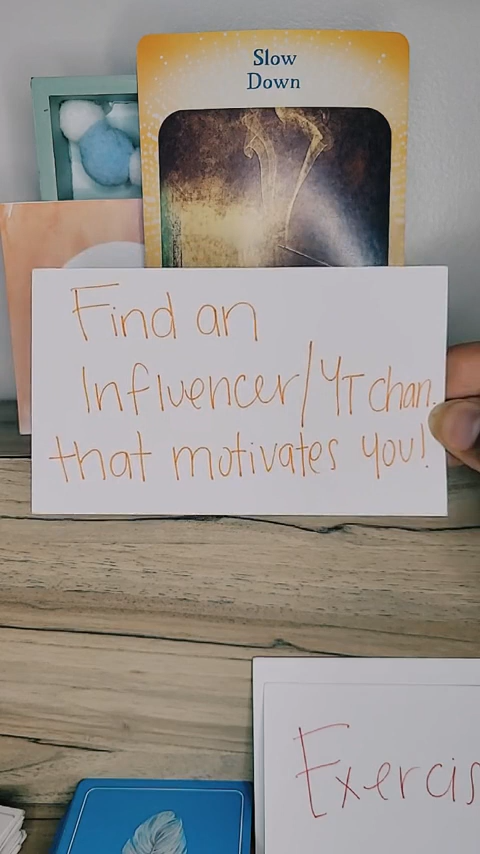 Slow
Down
Find an
Influencer/YT chan.
that motivates you!
Exercis